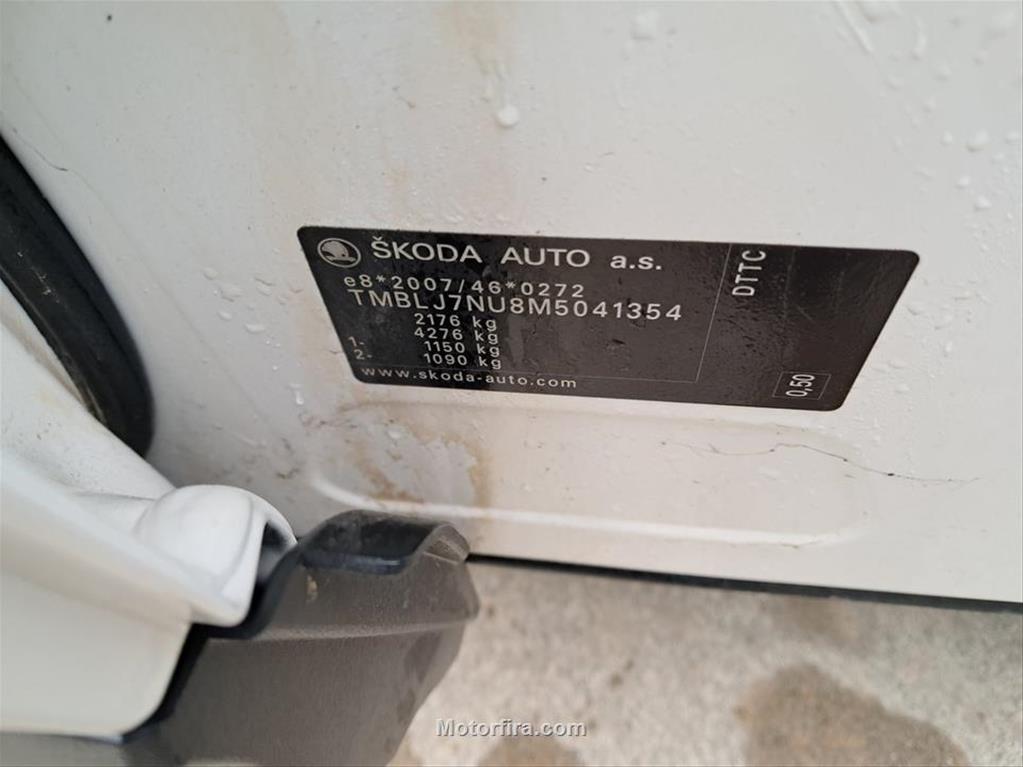 ŠKODA AUTO a.s.
e8*2007/46*0272
TMBLJ7NU8M5041354
2176 kg
4276 kg
1- 1150 kg
2- 1090 kg
www.skoda-auto.com
DTTC
0,50
Motorfira.com